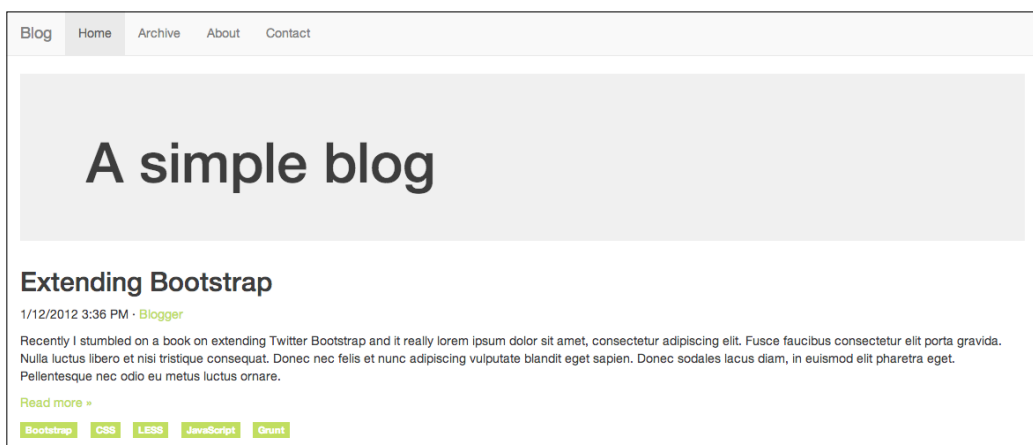 Blog Home Archive About Contact
A simple blog
Extending Bootstrap
1/12/2012 3:36 PM · Blogger
Recently I stumbled on a book on extending Twitter Bootstrap and it really lorem ipsum dolor sit amet, consectetur adipiscing elit. Fusce faucibus consectetur elit porta gravida.
Nulla luctus libero et nisi tristique consequat. Donec nec felis et nunc adipiscing vulputate blandit eget sapien. Donec sodales lacus diam, in euismod elit pharetra eget.
Pellentesque nec odio eu metus luctus ornare.
Read more »
Bootstrap CSS LESS JavaScript Grunt